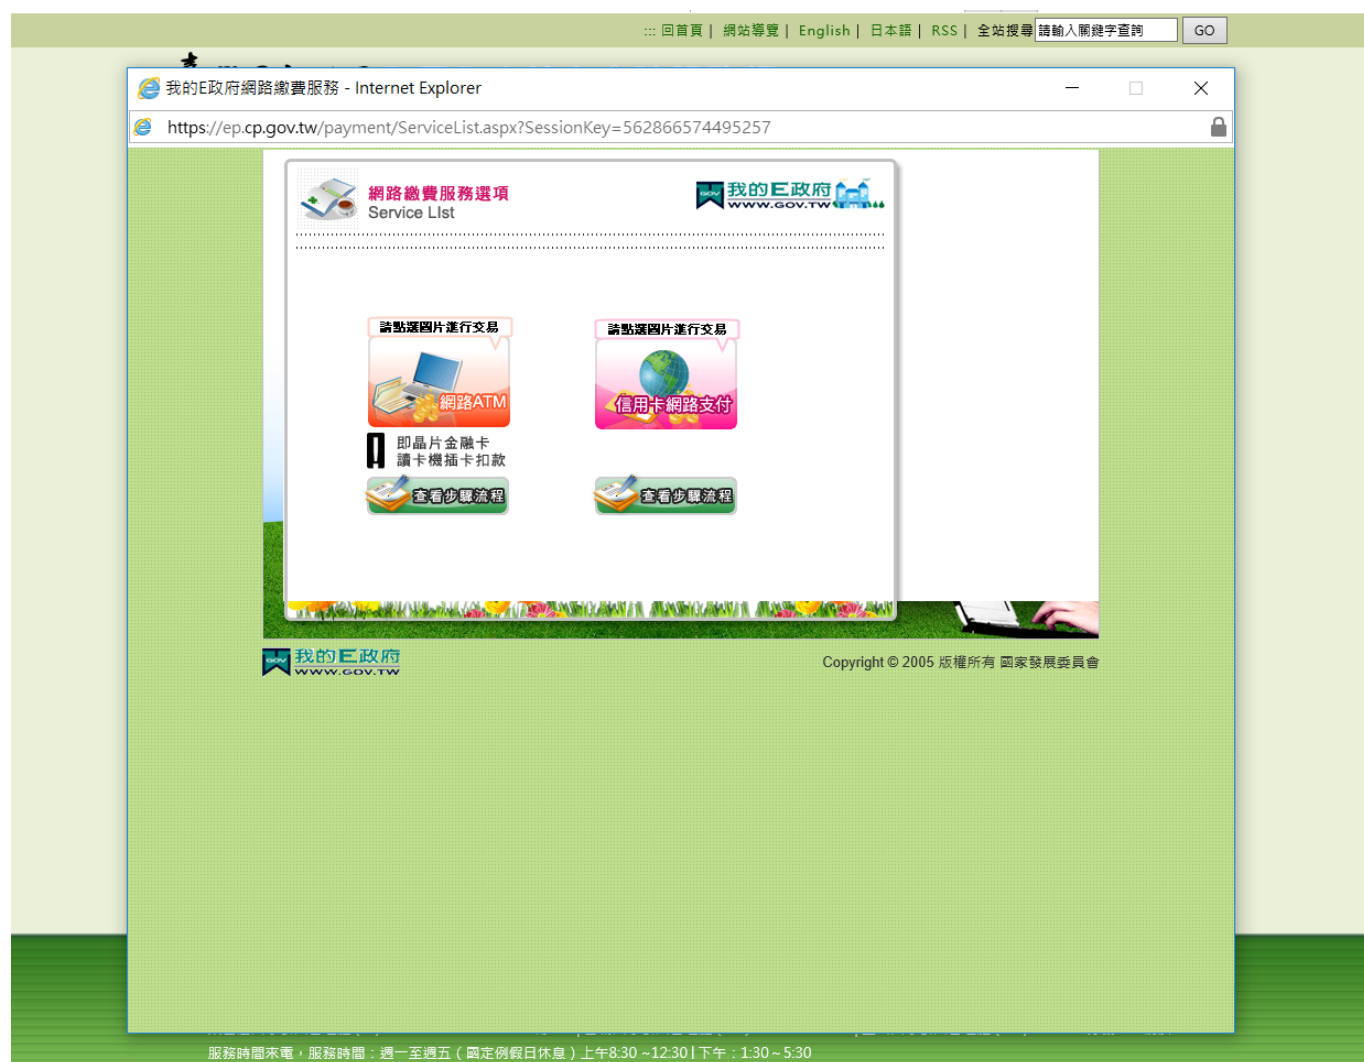 ::: 回首頁 | 網站導覽 | English | 日本語 | RSS | 全站搜尋 請輸入關鍵字查詢 GO
我的E政府網路繳費服務 - Internet Explorer
https://ep.cp.gov.tw/payment/ServiceList.aspx?SessionKey=562866574495257
網路繳費服務選項
Service LIst
GOV 我的E政府
WWW.GOV.TW
請點選圖片進行交易
請點選圖片進行交易
網路ATM
信用卡網路支付
即晶片金融卡
讀卡機插卡扣款
查看步驟流程
查看步驟流程
GOV 我的E政府
WWW.GOV.TW
Copyright © 2005 版權所有 國家發展委員會
服務時間來電，服務時間：週一至週五（國定例假日休息）上午8:30 ~12:30 | 下午：1:30 ~ 5:30